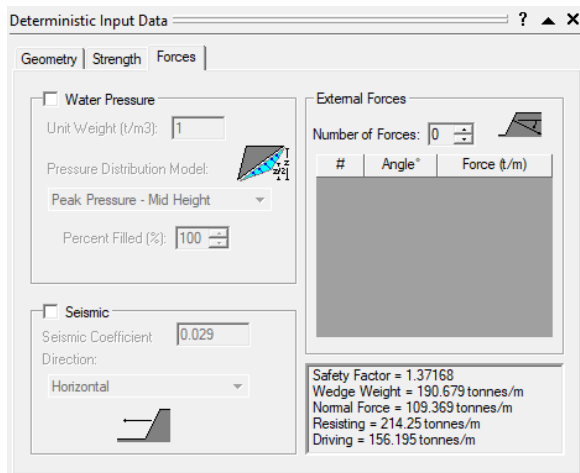 Deterministic Input Data ? ▲ X
Geometry Strength Forces
Water Pressure
Unit Weight (t/m3): 1
Pressure Distribution Model:
z/2 z
Peak Pressure - Mid Height
Percent Filled (%): 100
Seismic
Seismic Coefficient 0.029
Direction:
Horizontal
External Forces
Number of Forces: 0
# Angle° Force (t/m)
Safety Factor = 1.37168
Wedge Weight = 190.679 tonnes/m
Normal Force = 109.369 tonnes/m
Resisting = 214.25 tonnes/m
Driving = 156.195 tonnes/m